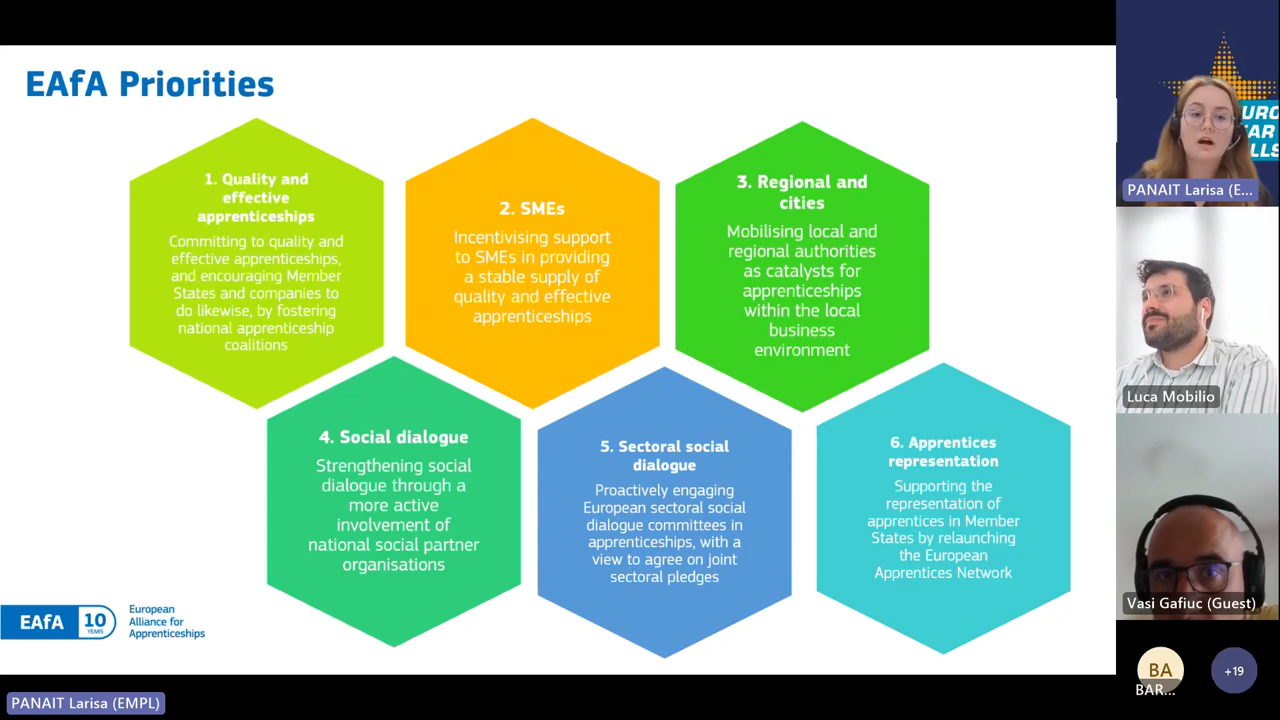 EAfA Priorities
1. Quality and
effective
apprenticeships
Committing to quality and
effective apprenticeships,
and encouraging Member
States and companies to
do likewise, by fostering
national apprenticeship
coalitions
2. SMEs
Incentivising support
to SMEs in providing
a stable supply of
quality and effective
apprenticeships
3. Regional and
cities
Mobilising local and
regional authorities
as catalysts for
apprenticeships
within the local
business
environment
4. Social dialogue
Strengthening social
dialogue through a
more active
involvement of
national social partner
organisations
5. Sectoral social
dialogue
Proactively engaging
European sectoral social
dialogue committees in
apprenticeships, with a
view to agree on joint
sectoral pledges
6. Apprentices
representation
Supporting the
representation of
apprentices in Member
States by relaunching
the European
Apprentices Network
EAfA 10
YEARS
European
Alliance for
Apprenticeships
PANAIT Larisa (EMPL)
URO
AR
LLS
PANAIT Larisa (E...
Luca Mobilio
Vasi Gafiuc (Guest)
BA
BAR...
+19